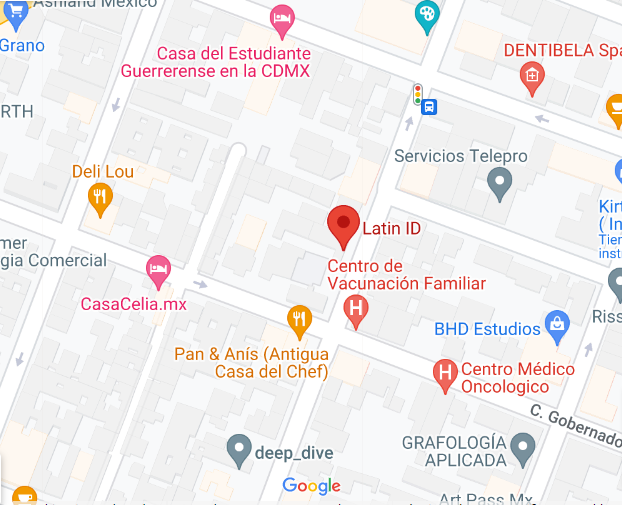 Ashland Mexico
Grano
Casa del Estudiante
Guerrerense en la CDMX
DENTIBELA Spa
RTH
Servicios Telepro
Deli Lou
Latin ID
Kirt
( In
Tien
inst
mer
gia Comercial
Centro de
Vacunación Familiar
CasaCelia.mx
H
Riss
BHD Estudios
Pan & Anís (Antigua
Casa del Chef)
H
Centro Médico
Oncologico
C. Gobernado
deep_dive
GRAFOLOGÍA
APLICADA
Google
Art Pass Mx